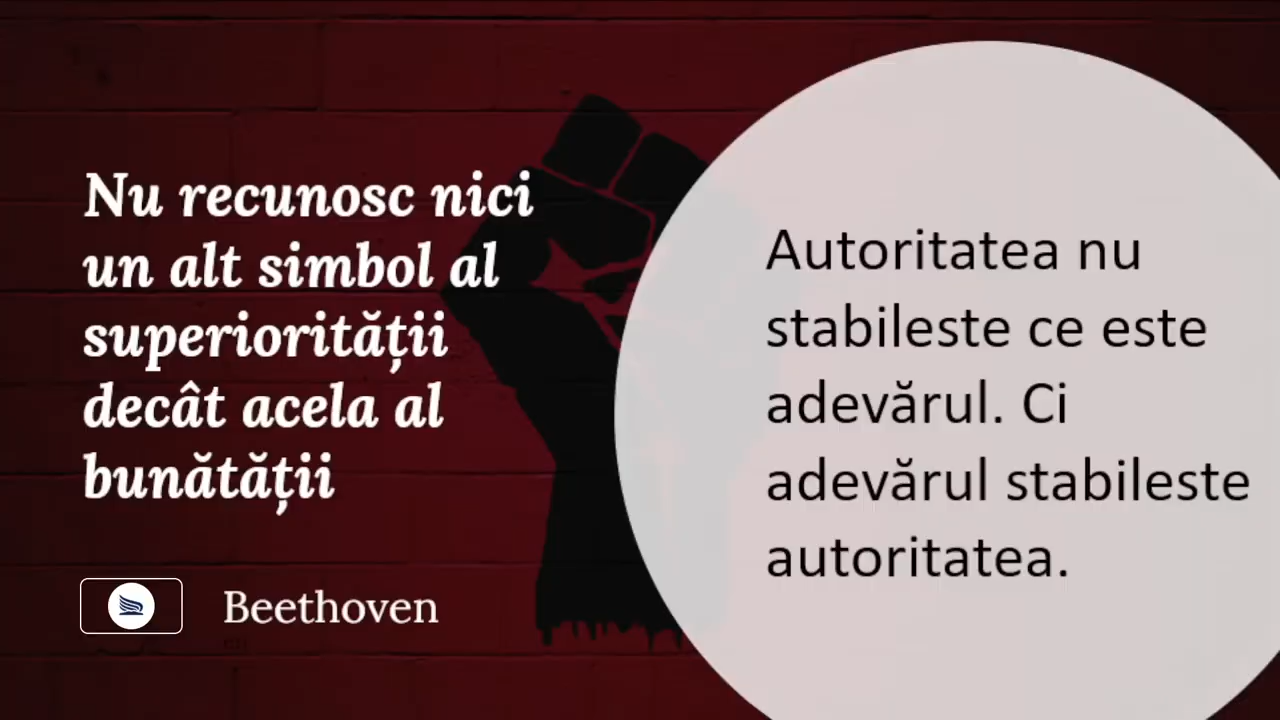 Nu recunosc nici
un alt simbol al
superiorității
decât acela al
bunătății
Beethoven
Autoritatea nu
stabileste ce este
adevărul. Ci
adevărul stabileste
autoritatea.